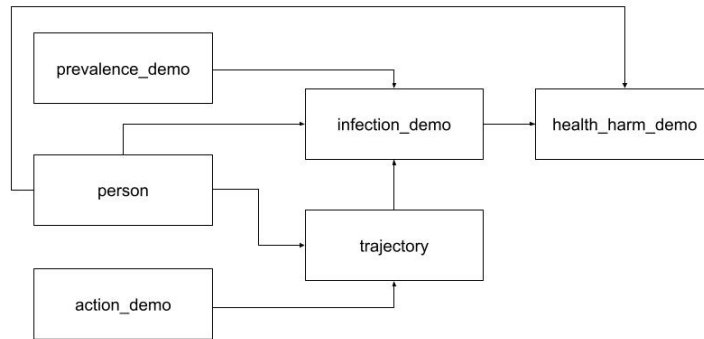 prevalence_demo
infection_demo
health_harm_demo
person
trajectory
action_demo